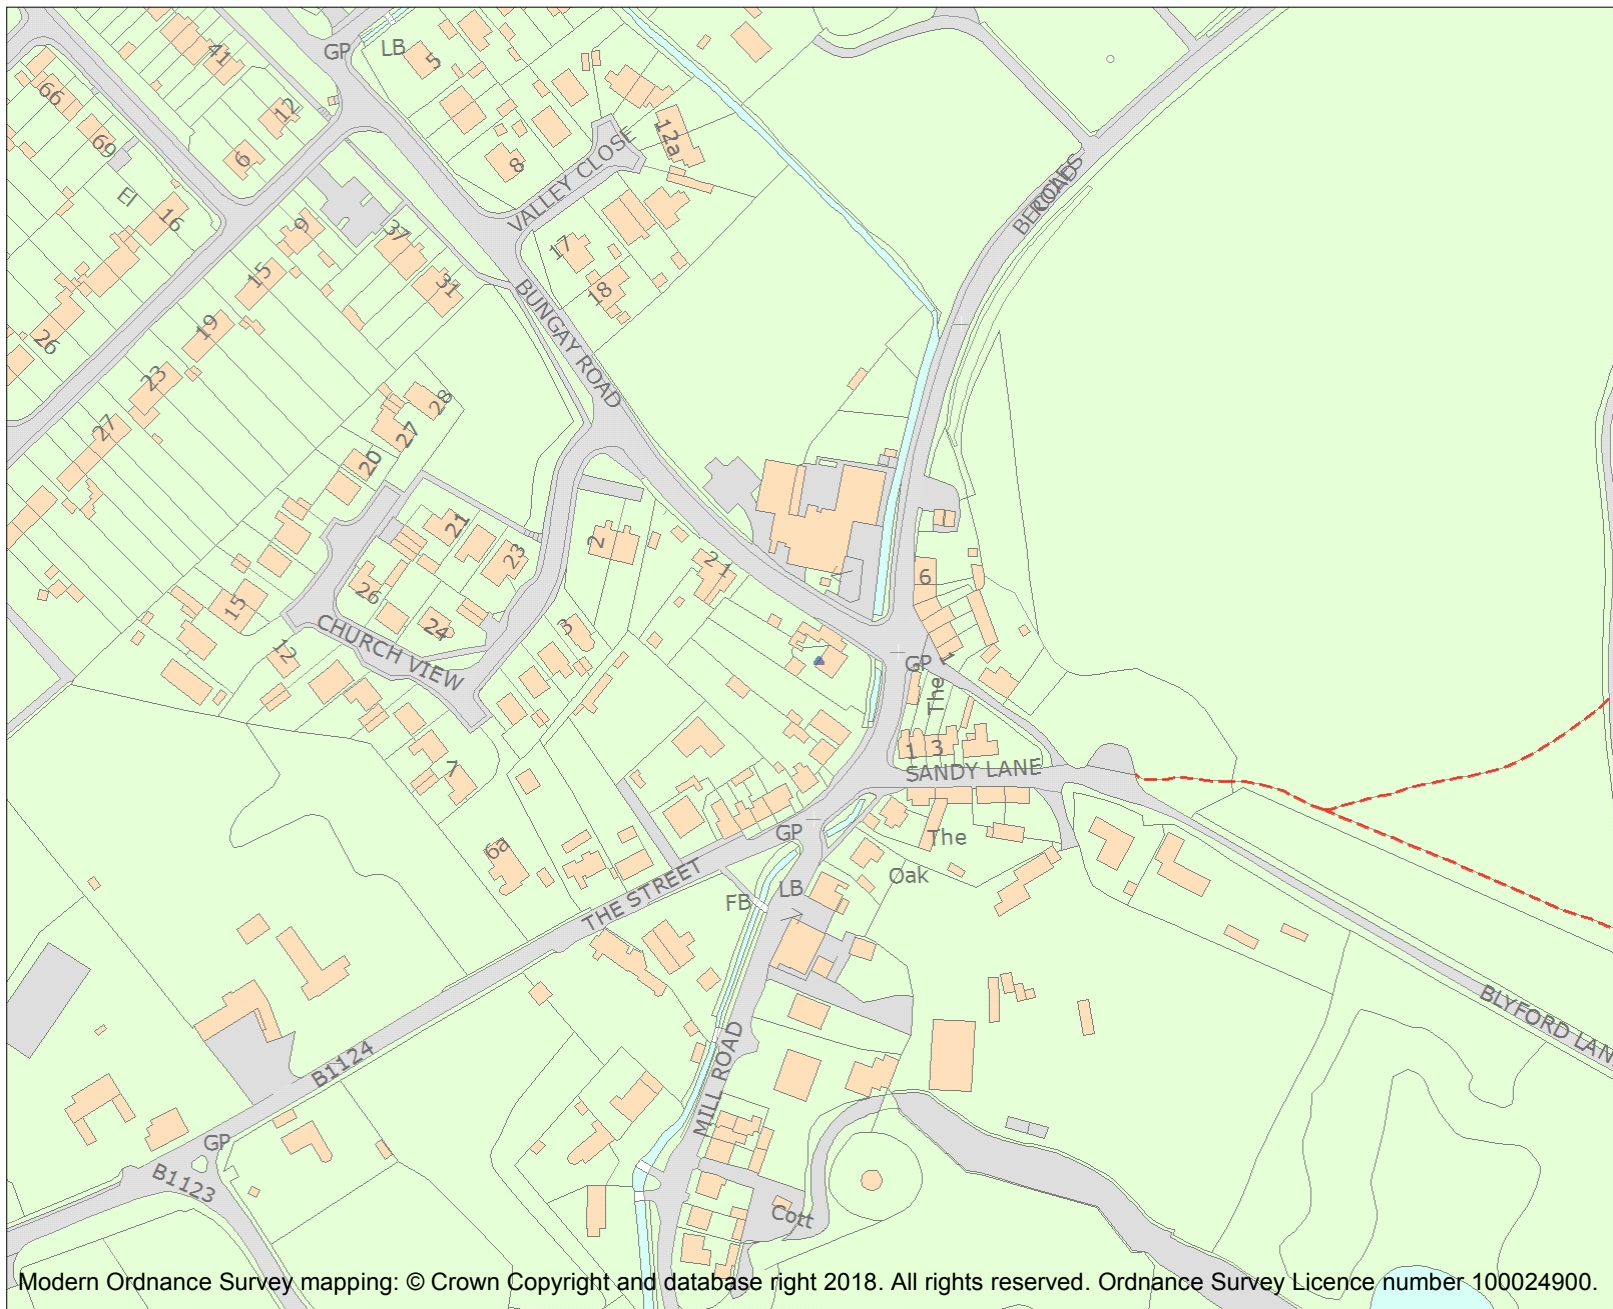 GP
LB
5
41
66
12
69
6
12a
8
VALLEY CLOSE
BECCLES
ROAD
El
16
9
37
17
15
31
18
BUNGAY ROAD
19
26
23
28
27
27
20
21
2
23
21
26
6
15
3
24
CHURCH VIEW
12
GP
1
The
1
3
SANDY LANE
7
GP
The
6a
Oak
LB
FB
THE STREET
BLYFORD LAN
MILL ROAD
B1124
GP
B1123
Cott
Modern Ordnance Survey mapping: © Crown Copyright and database right 2018. All rights reserved. Ordnance Survey Licence number 100024900.